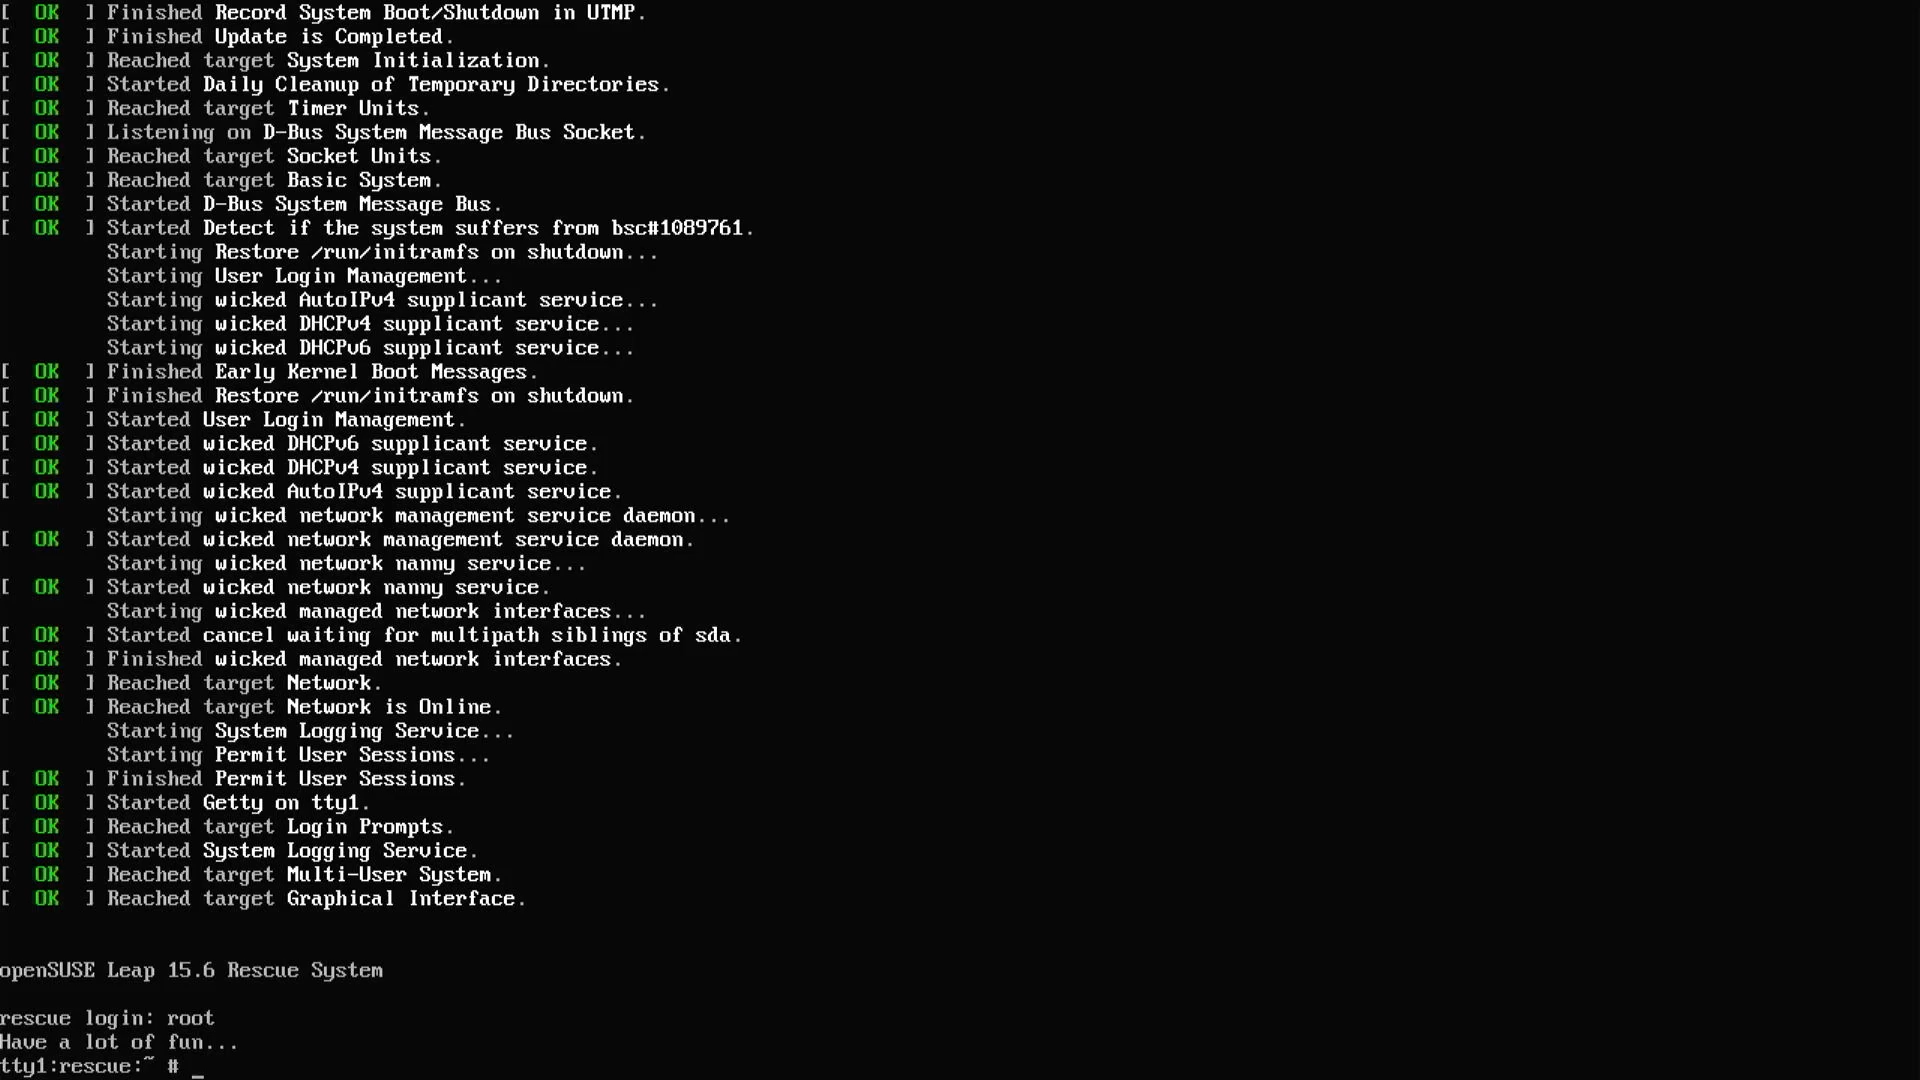 [  OK  ] Finished Record System Boot/Shutdown in UTMP.
[  OK  ] Finished Update is Completed.
[  OK  ] Reached target System Initialization.
[  OK  ] Started Daily Cleanup of Temporary Directories.
[  OK  ] Reached target Timer Units.
[  OK  ] Listening on D-Bus System Message Bus Socket.
[  OK  ] Reached target Socket Units.
[  OK  ] Reached target Basic System.
[  OK  ] Started D-Bus System Message Bus.
[  OK  ] Started Detect if the system suffers from bsc#1089761.
         Starting Restore /run/initramfs on shutdown...
         Starting User Login Management...
         Starting wicked AutoIPv4 supplicant service...
         Starting wicked DHCPv4 supplicant service...
         Starting wicked DHCPv6 supplicant service...
[  OK  ] Finished Early Kernel Boot Messages.
[  OK  ] Finished Restore /run/initramfs on shutdown.
[  OK  ] Started User Login Management.
[  OK  ] Started wicked DHCPv6 supplicant service.
[  OK  ] Started wicked DHCPv4 supplicant service.
[  OK  ] Started wicked AutoIPv4 supplicant service.
         Starting wicked network management service daemon...
[  OK  ] Started wicked network management service daemon.
         Starting wicked network nanny service...
[  OK  ] Started wicked network nanny service.
         Starting wicked managed network interfaces...
[  OK  ] Started cancel waiting for multipath siblings of sda.
[  OK  ] Finished wicked managed network interfaces.
[  OK  ] Reached target Network.
[  OK  ] Reached target Network is Online.
         Starting System Logging Service...
         Starting Permit User Sessions...
[  OK  ] Finished Permit User Sessions.
[  OK  ] Started Getty on tty1.
[  OK  ] Reached target Login Prompts.
[  OK  ] Started System Logging Service.
[  OK  ] Reached target Multi-User System.
[  OK  ] Reached target Graphical Interface.
openSUSE Leap 15.6 Rescue System
rescue login: root
Have a lot of fun...
tty1:rescue:~ # _